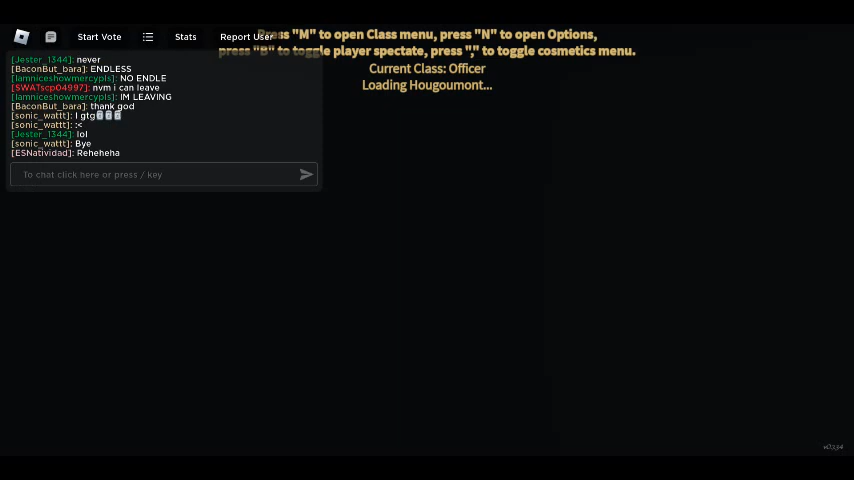 Start Vote
Stats
Report User
Press "M" to open Class menu, press "N" to open Options,
press "B" to toggle player spectate, press "," to toggle cosmetics menu.
Current Class: Officer
Loading Hougoumont...
[Jester_1344]: never
[BaconBut_bara]: ENDLESS
[Iamniceshowmercypls]: NO ENDLE
[SWATscp04997]: nvm i can leave
[Iamniceshowmercypls]: IM LEAVING
[BaconBut_bara]: thank god
[sonic_wattt]: I gtg🗿🗿🗿
[sonic_wattt]: :<
[Jester_1344]: lol
[sonic_wattt]: Bye
[ESNatividad]: Reheheha
To chat click here or press / key